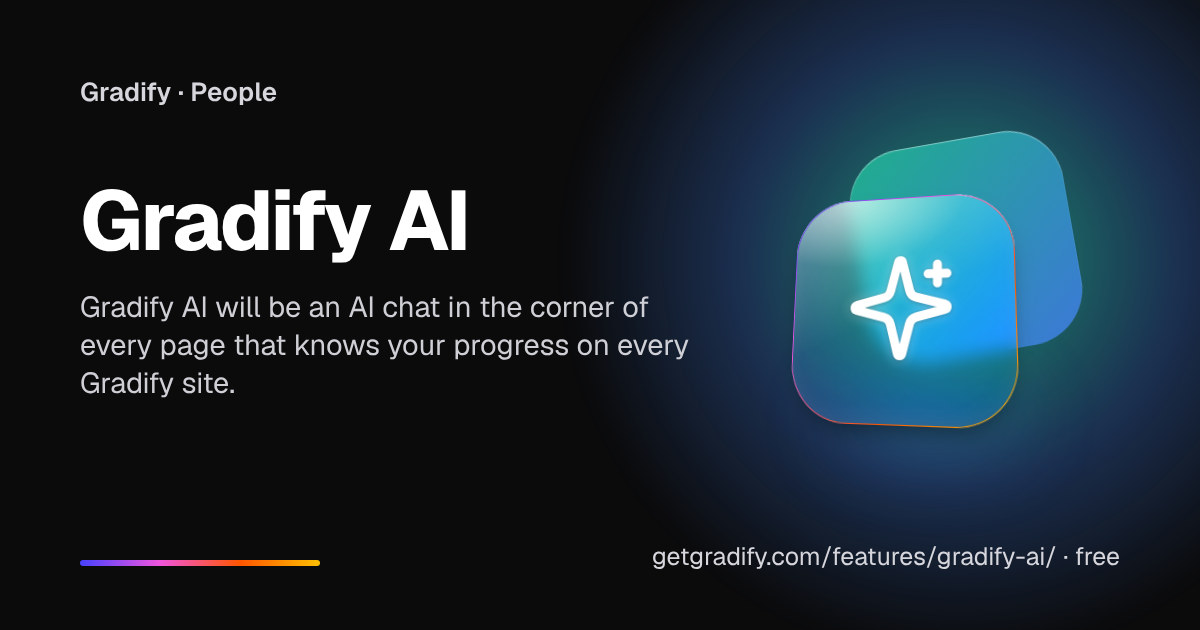 Gradify · People
Gradify AI
Gradify AI will be an AI chat in the corner of
every page that knows your progress on every
Gradify site.
getgradify.com/features/gradify-ai/ · free